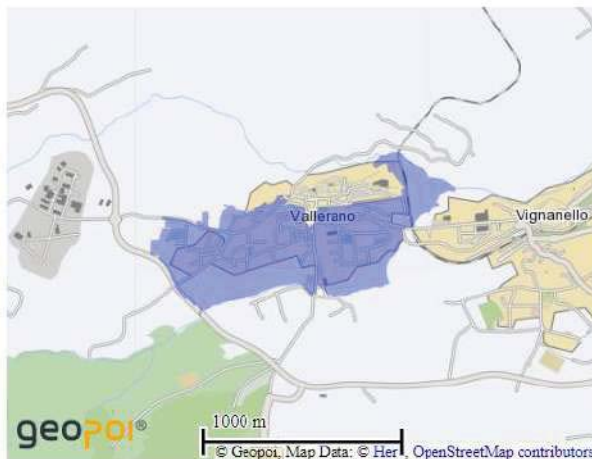 Vallerano
Vignanello
geopoi®
1000 m
© Geopoi, Map Data: © Her, OpenStreetMap contributors